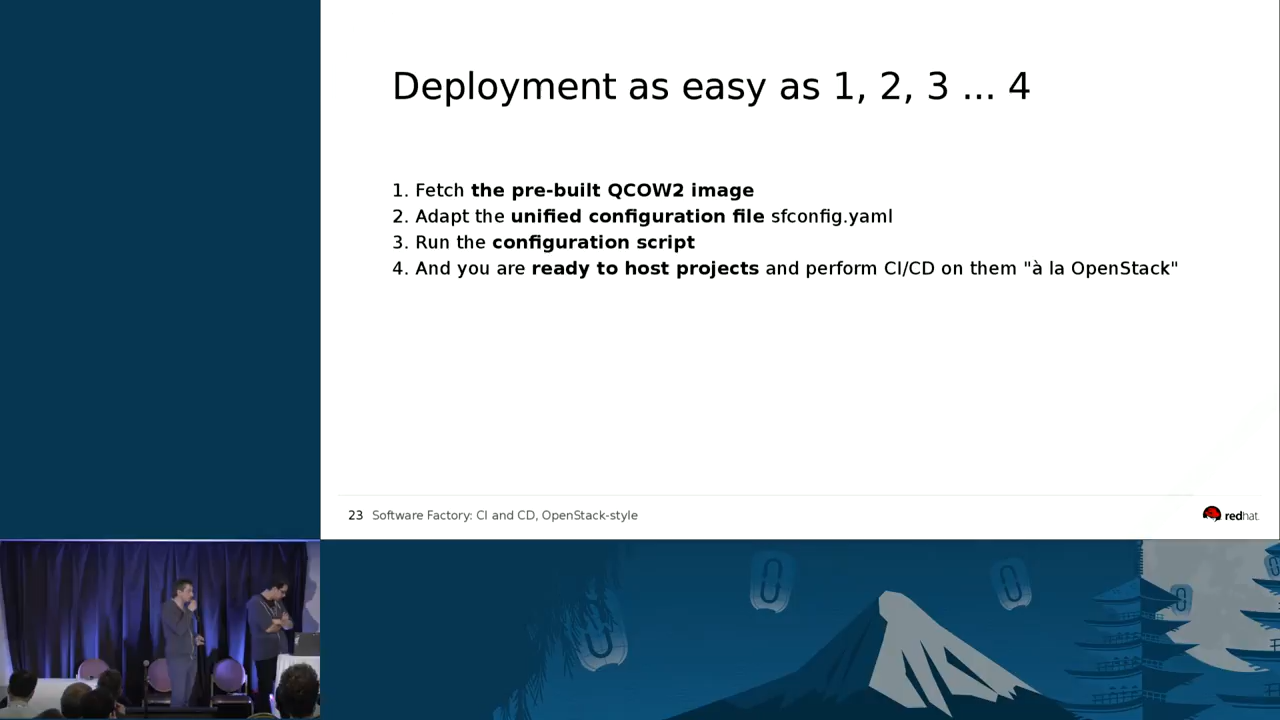 Deployment as easy as 1, 2, 3 ... 4
1. Fetch the pre-built QCOW2 image
2. Adapt the unified configuration file sfconfig.yaml
3. Run the configuration script
4. And you are ready to host projects and perform CI/CD on them "à la OpenStack"
23 Software Factory: CI and CD, OpenStack-style
redhat.